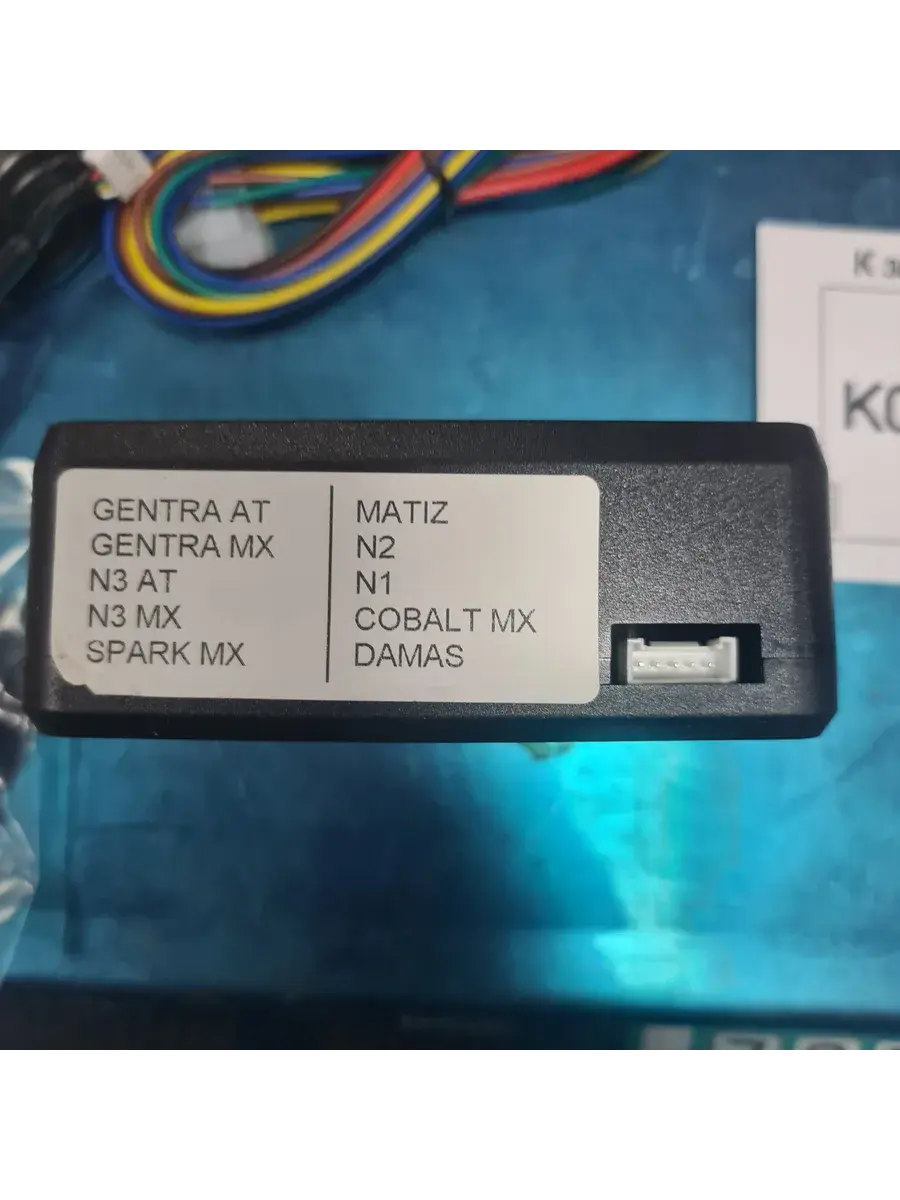 GENTRA AT
GENTRA MX
N3 AT
N3 MX
SPARK MX
MATIZ
N2
N1
COBALT MX
DAMAS
К